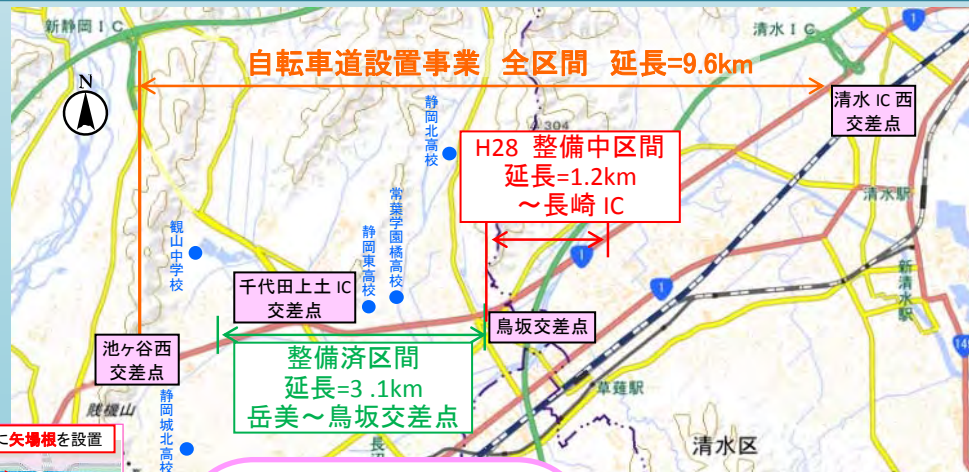 新静岡ＩＣ
清水ＩＣ
1
自転車道設置事業 全区間 延長=9.6km
N
清水 IC 西
交差点
静岡北高校
304
H28 整備中区間
延長=1.2km
～長崎 IC
清水駅
常葉学園橘高校
観山中学校
静岡東高校
1
千代田上土 IC
交差点
1
新清水駅
鳥坂交差点
149
池ヶ谷西
交差点
整備済区間
延長=3 .1km
岳美～鳥坂交差点
草薙駅
賎機山
静岡城北高校
に矢場根を設置
長沼
清水区